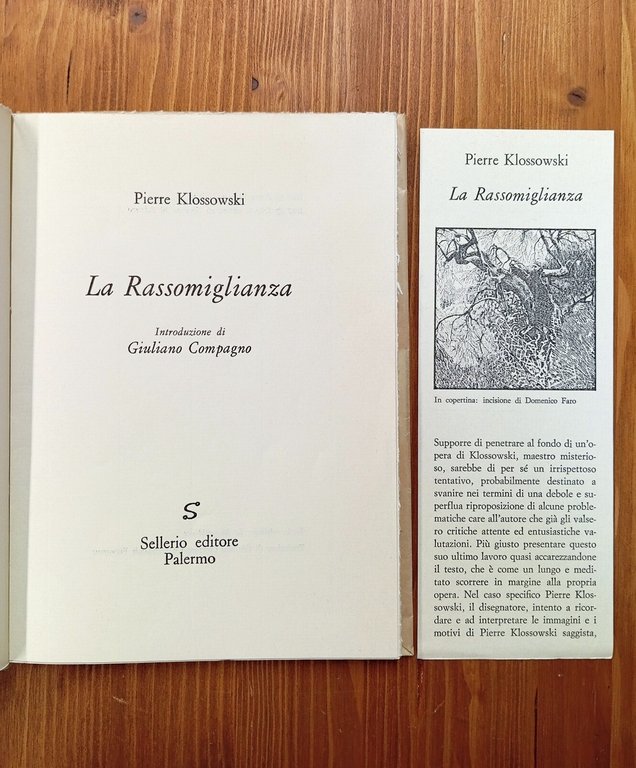 Pierre Klossowski
La Rassomiglianza
Introduzione di
Giuliano Compagno
S
Sellerio editore
Palermo
Pierre Klossowski
La Rassomiglianza
In copertina: incisione di Domenico Faro
Supporre di penetrare al fondo di un'o-
pera di Klossowski, maestro misterio-
so, sarebbe di per sé un irrispettoso
tentativo, probabilmente destinato a
svanire nei termini di una debole e su-
perflua riproposizione di alcune proble-
matiche care all'autore che già gli valse-
ro critiche attente ed entusiastiche va-
lutazioni. Più giusto presentare questo
suo ultimo lavoro quasi accarezzandone
il testo, che è come un lungo e medi-
tato scorrere in margine alla propria
opera. Nel caso specifico Pierre Klos-
sowski, il disegnatore, intento a ricor-
dare e ad interpretare le immagini e i
motivi di Pierre Klossowski saggista,